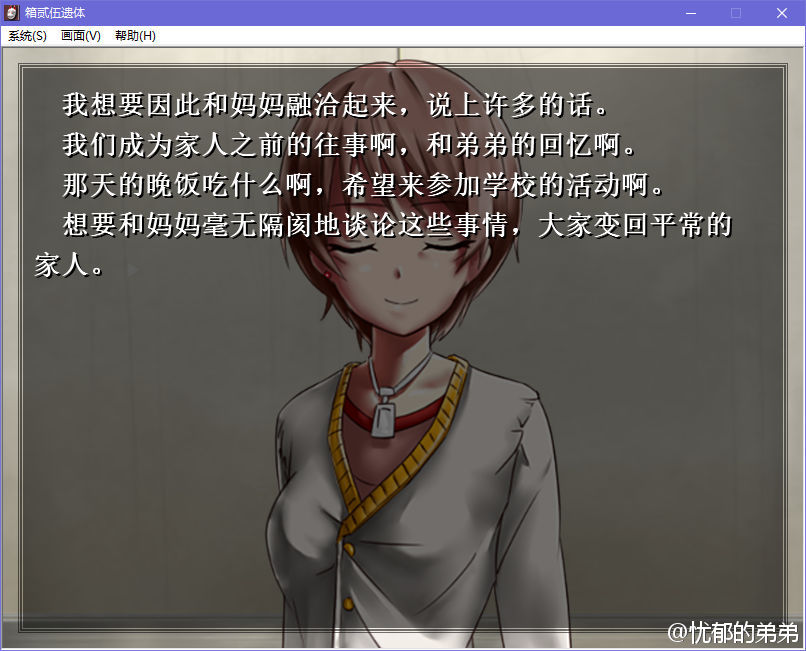 箱贰伍遗体
系统(S) 画面(V) 帮助(H)
我想要因此和妈妈融洽起来，说上许多的话。
我们成为家人之前的往事啊，和弟弟的回忆啊。
那天的晚饭吃什么啊，希望来参加学校的活动啊。
想要和妈妈毫无隔阂地谈论这些事情，大家变回平常的
家人。
@忧郁的弟弟